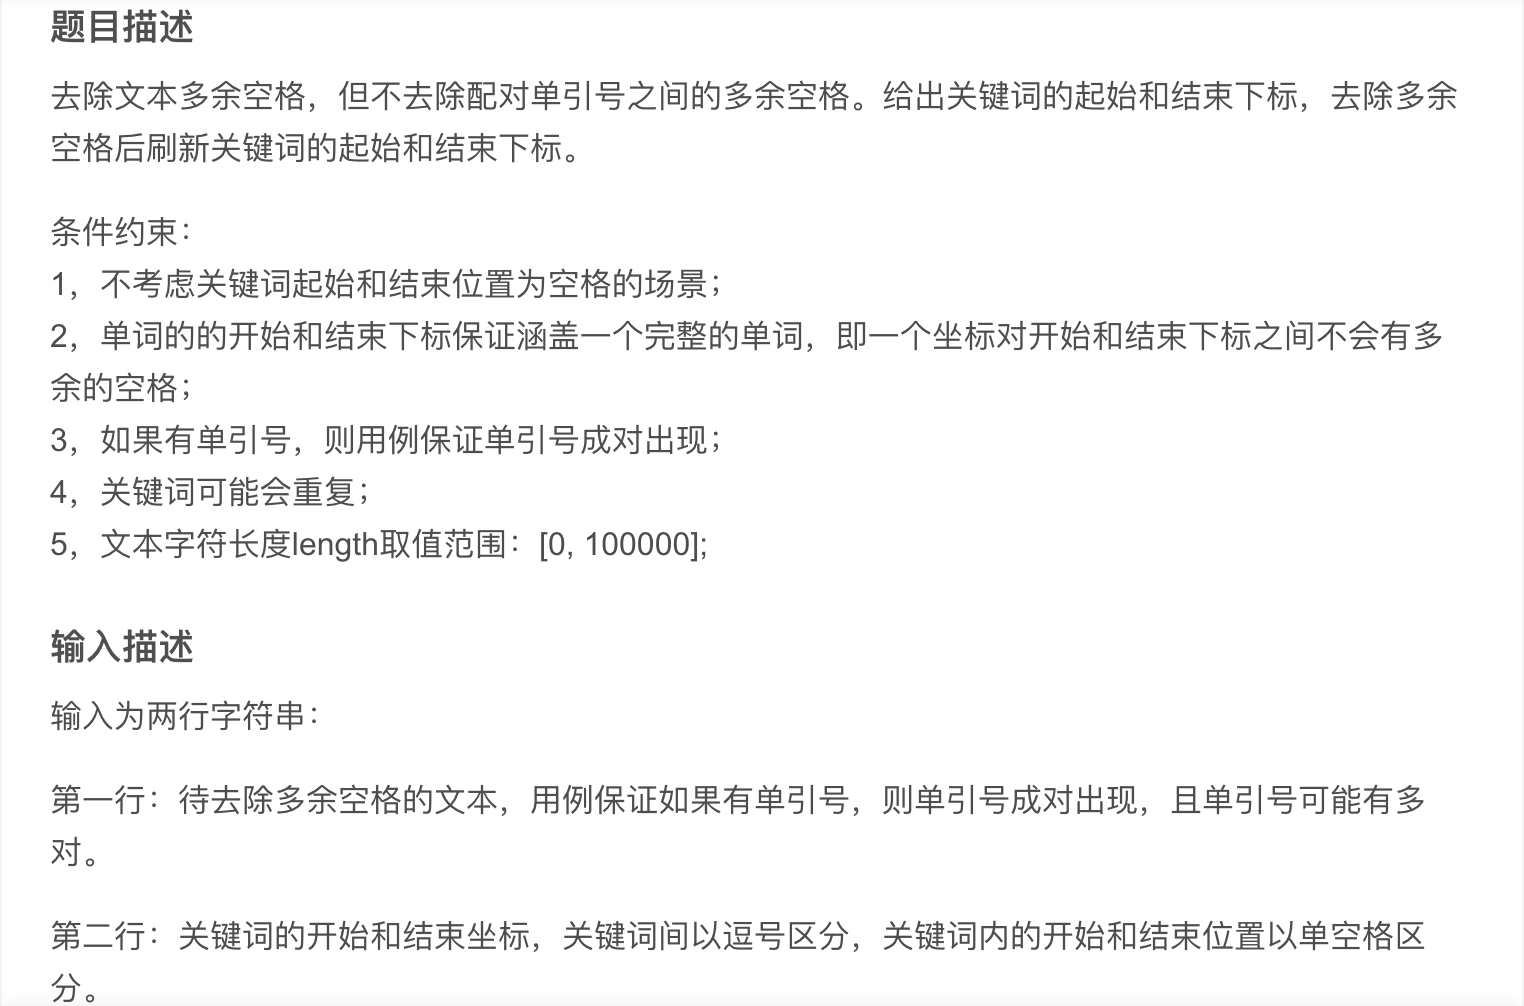 题目描述
去除文本多余空格，但不去除配对单引号之间的多余空格。给出关键词的起始和结束下标，去除多余
空格后刷新关键词的起始和结束下标。
条件约束：
1，不考虑关键词起始和结束位置为空格的场景；
2，单词的的开始和结束下标保证涵盖一个完整的单词，即一个坐标对开始和结束下标之间不会有多
余的空格；
3，如果有单引号，则用例保证单引号成对出现；
4，关键词可能会重复；
5，文本字符长度length取值范围：[0, 100000];
输入描述
输入为两行字符串：
第一行：待去除多余空格的文本，用例保证如果有单引号，则单引号成对出现，且单引号可能有多
对。
第二行：关键词的开始和结束坐标，关键词间以逗号区分，关键词内的开始和结束位置以单空格区
分。